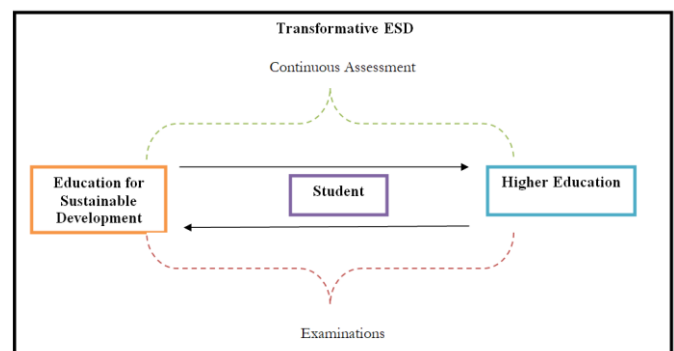 Transformative ESD
Continuous Assessment
Education for
Sustainable
Development
Student
Higher Education
Examinations